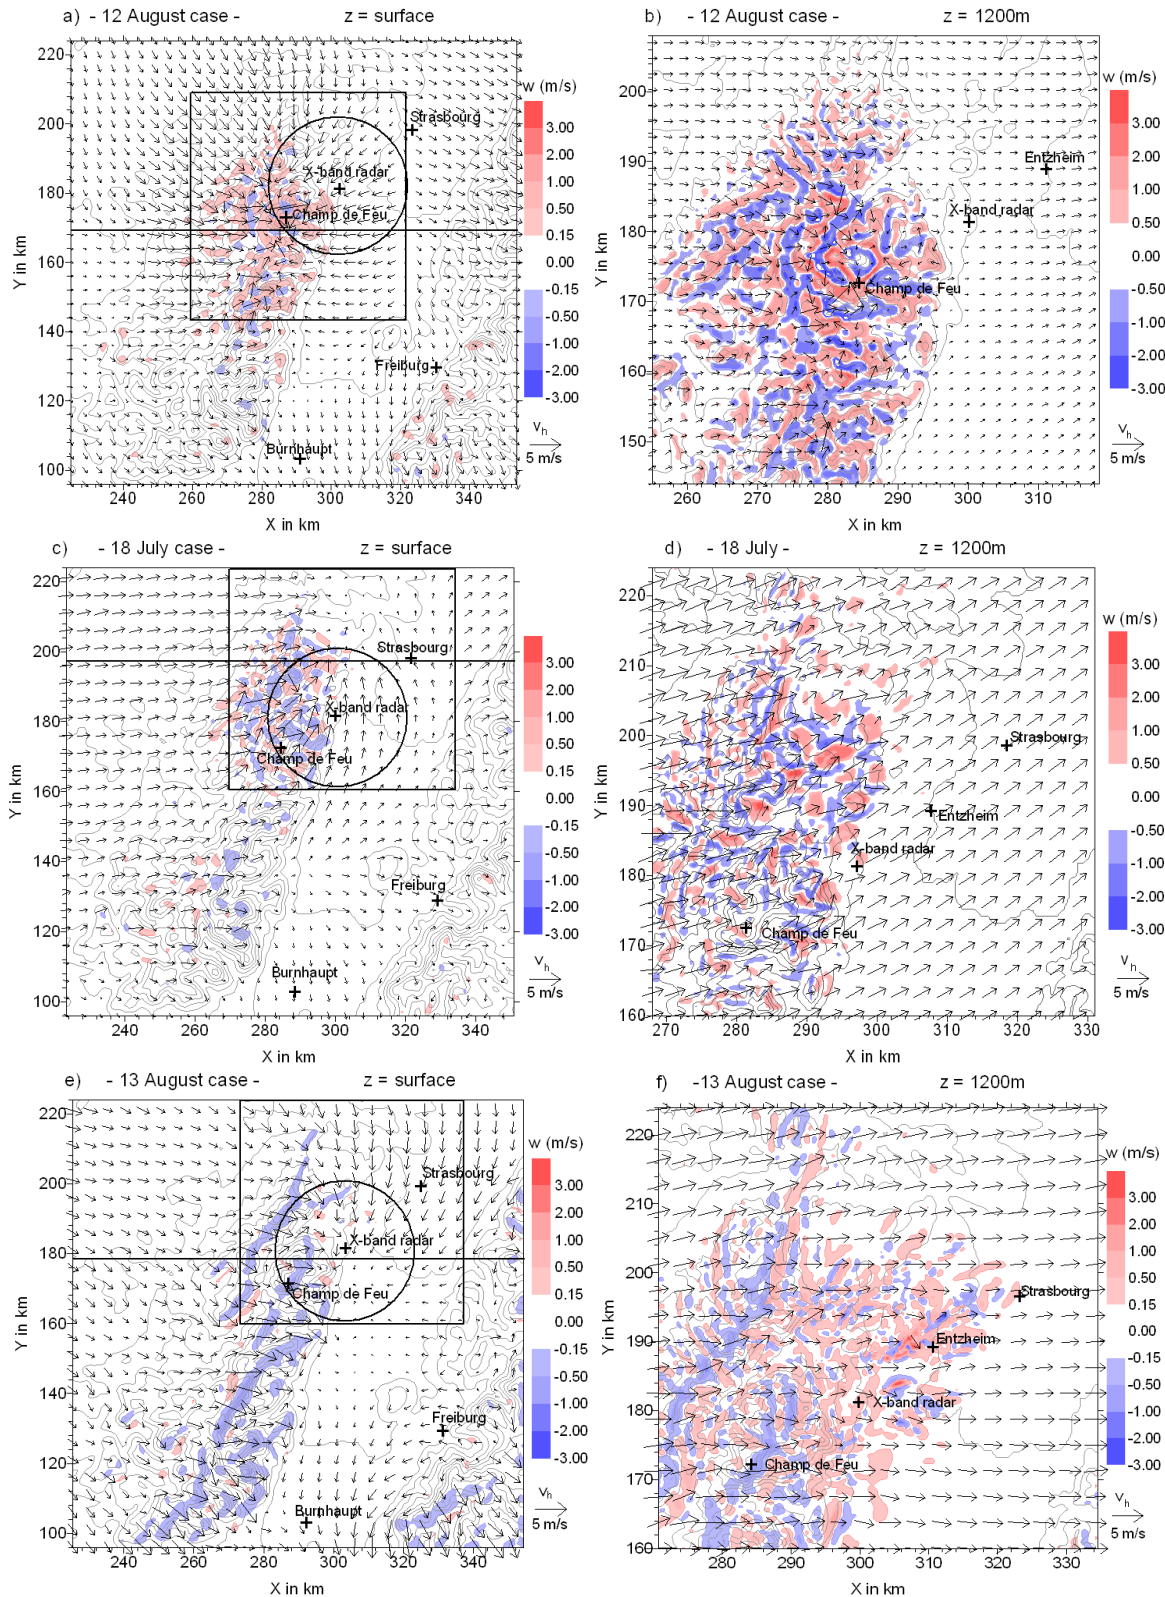 a) - 12 August case - z = surface
220
200
180
160
140
120
100
240 260 280 300 320 340
X in km
Y in km
Strasbourg
X-band radar
Champ de Feu
Freiburg
Burnhaupt
w (m/s)
3.00
2.00
1.00
0.50
0.15
0.00
-0.15
-0.50
-1.00
-2.00
-3.00
Vh
5 m/s
b) - 12 August case - z = 1200m
200
190
180
170
160
150
260 270 280 290 300 310
X in km
Y in km
Entzheim
X-band radar
Champ de Feu
w (m/s)
3.00
2.00
1.00
0.50
0.00
-0.50
-1.00
-2.00
-3.00
Vh
5 m/s
c) - 18 July case - z = surface
220
200
180
160
140
120
100
240 260 280 300 320 340
X in km
Y in km
Strasbourg
X-band radar
Champ de Feu
Freiburg
Burnhaupt
w (m/s)
3.00
2.00
1.00
0.50
0.15
0.00
-0.15
-0.50
-1.00
-2.00
-3.00
Vh
5 m/s
d) - 18 July - z = 1200m
220
210
200
190
180
170
160
270 280 290 300 310 320 330
X in km
Y in km
Strasbourg
Entzheim
X-band radar
Champ de Feu
w (m/s)
3.00
2.00
1.00
0.50
0.00
-0.50
-1.00
-2.00
-3.00
Vh
5 m/s
e) - 13 August case - z = surface
220
200
180
160
140
120
100
240 260 280 300 320 340
X in km
Y in km
Strasbourg
X-band radar
Champ de Feu
Freiburg
Burnhaupt
w (m/s)
3.00
2.00
1.00
0.50
0.15
0.00
-0.15
-0.50
-1.00
-2.00
-3.00
Vh
5 m/s
f) -13 August case - z = 1200m
220
210
200
190
180
170
160
280 290 300 310 320 330
X in km
Y in km
Strasbourg
Entzheim
X-band radar
Champ de Feu
w (m/s)
3.00
2.00
1.00
0.50
0.15
0.00
-0.15
-0.50
-1.00
-2.00
-3.00
Vh
5 m/s